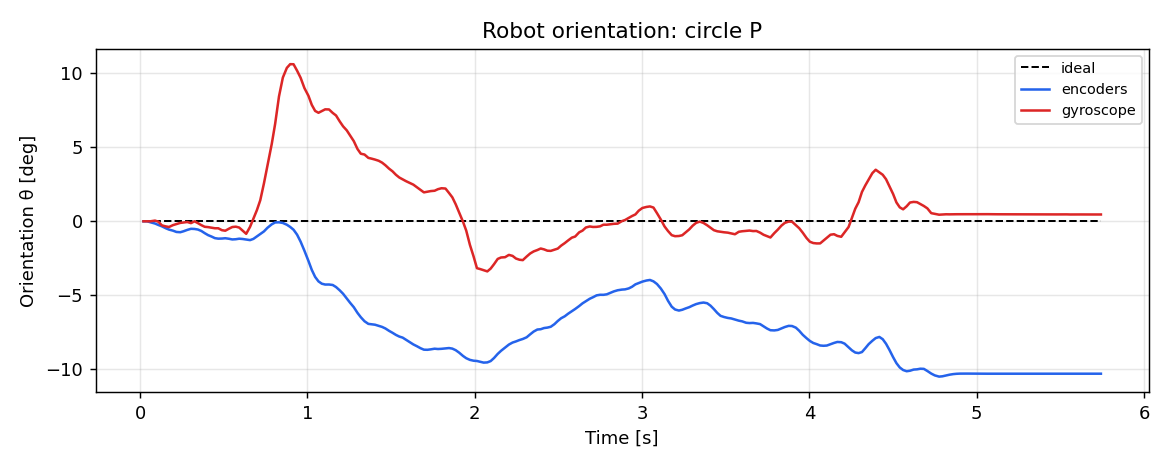 Robot orientation: circle P
Orientation θ [deg]
10
5
0
−5
−10
ideal
encoders
gyroscope
0 1 2 3 4 5 6
Time [s]